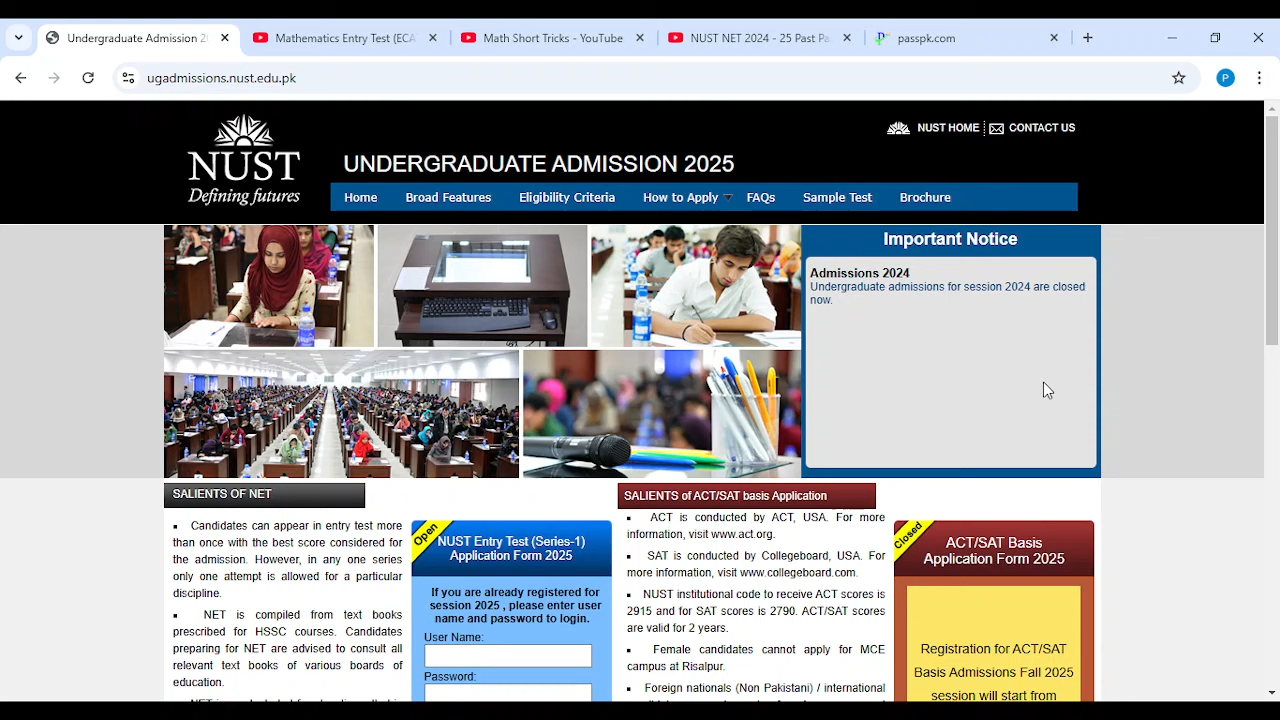 Undergraduate Admission 2
Mathematics Entry Test (ECA
Math Short Tricks - YouTube
NUST NET 2024 - 25 Past Pa
passpk.com
ugadmissions.nust.edu.pk
P
NUST
Defining futures
NUST HOME
CONTACT US
UNDERGRADUATE ADMISSION 2025
Home
Broad Features
Eligibility Criteria
How to Apply
FAQs
Sample Test
Brochure
Important Notice
Admissions 2024
Undergraduate admissions for session 2024 are closed
now.
SALIENTS OF NET
Candidates can appear in entry test more
than once with the best score considered for
the admission. However, in any one series
only one attempt is allowed for a particular
discipline.
NET is compiled from text books
prescribed for HSSC courses. Candidates
preparing for NET are advised to consult all
relevant text books of various boards of
education.
Open
NUST Entry Test (Series-1)
Application Form 2025
If you are already registered for
session 2025 , please enter user
name and password to login.
User Name:
Password:
SALIENTS of ACT/SAT basis Application
ACT is conducted by ACT, USA. For more
information, visit www.act.org.
SAT is conducted by Collegeboard, USA. For
more information, visit www.collegeboard.com.
NUST institutional code to receive ACT scores is
2915 and for SAT scores is 2790. ACT/SAT scores
are valid for 2 years.
Female candidates cannot apply for MCE
campus at Risalpur.
Foreign nationals (Non Pakistani) / international
Closed
ACT/SAT Basis
Application Form 2025
Registration for ACT/SAT
Basis Admissions Fall 2025
session will start from